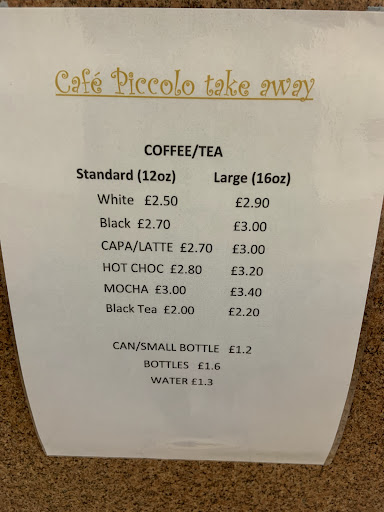 Café Piccolo take away
COFFEE/TEA
Standard (12oz) Large (16oz)
White £2.50 £2.90
Black £2.70 £3.00
CAPA/LATTE £2.70 £3.00
HOT CHOC £2.80 £3.20
MOCHA £3.00 £3.40
Black Tea £2.00 £2.20
CAN/SMALL BOTTLE £1.2
BOTTLES £1.6
WATER £1.3